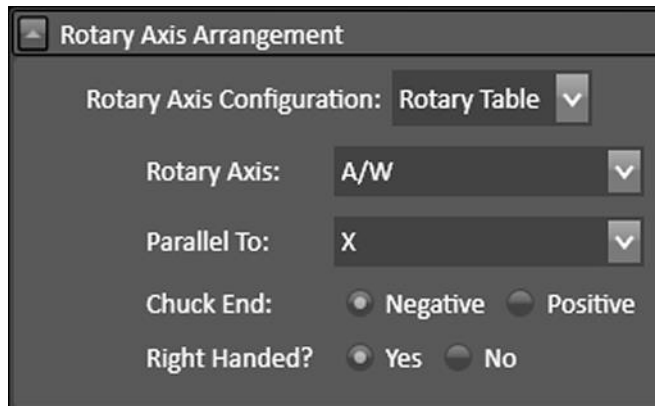 Rotary Axis Arrangement
Rotary Axis Configuration: Rotary Table
Rotary Axis: A/W
Parallel To: X
Chuck End: Negative Positive
Right Handed? Yes No